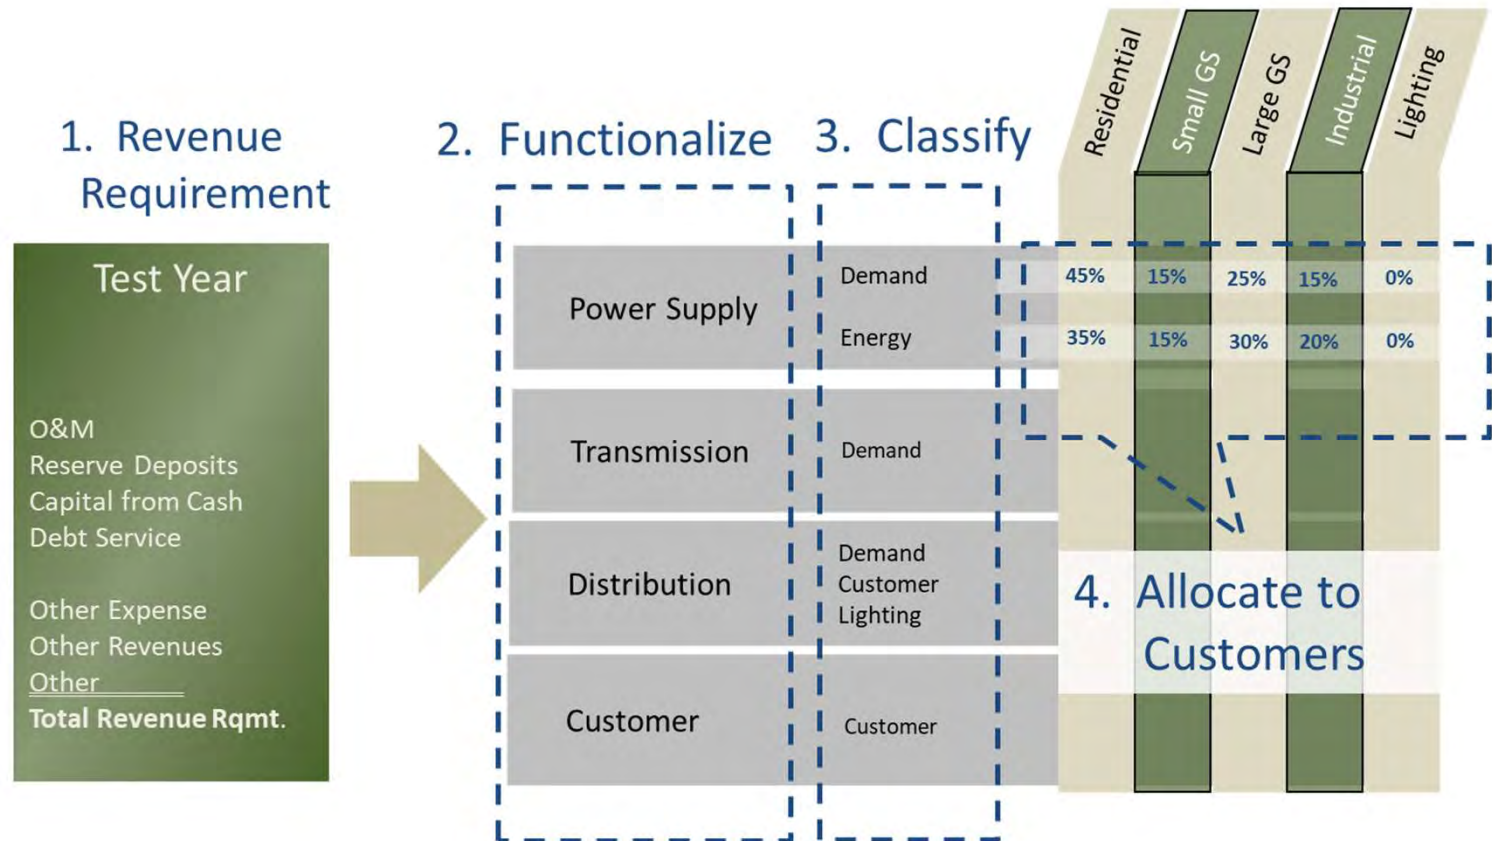 1. Revenue
Requirement
Test Year
O&M
Reserve Deposits
Capital from Cash
Debt Service
Other Expense
Other Revenues
Other
Total Revenue Rqmt.
2. Functionalize
Power Supply
Transmission
Distribution
Customer
3. Classify
Demand
Energy
Demand
Demand
Customer
Lighting
Customer
Residential
Small GS
Large GS
Industrial
Lighting
45% 15% 25% 15% 0%
35% 15% 30% 20% 0%
4. Allocate to
Customers